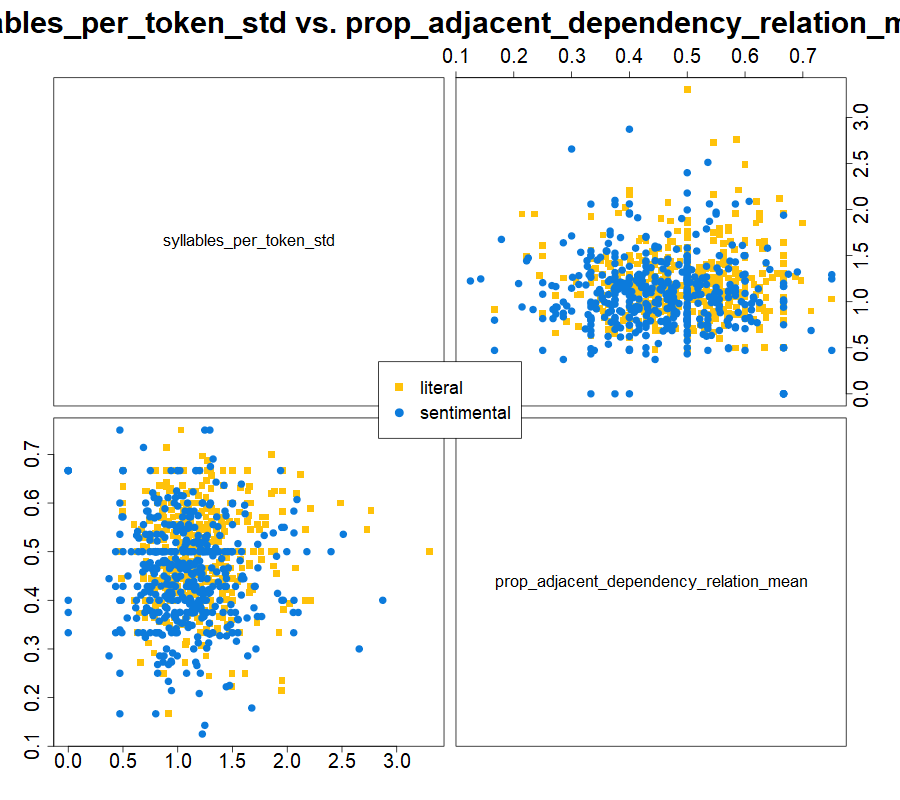 ables_per_token_std vs. prop_adjacent_dependency_relation_m
0.1 0.2 0.3 0.4 0.5 0.6 0.7
syllables_per_token_std
0.0 0.5 1.0 1.5 2.0 2.5 3.0
literal
sentimental
0.1 0.2 0.3 0.4 0.5 0.6 0.7
prop_adjacent_dependency_relation_mean
0.0 0.5 1.0 1.5 2.0 2.5 3.0